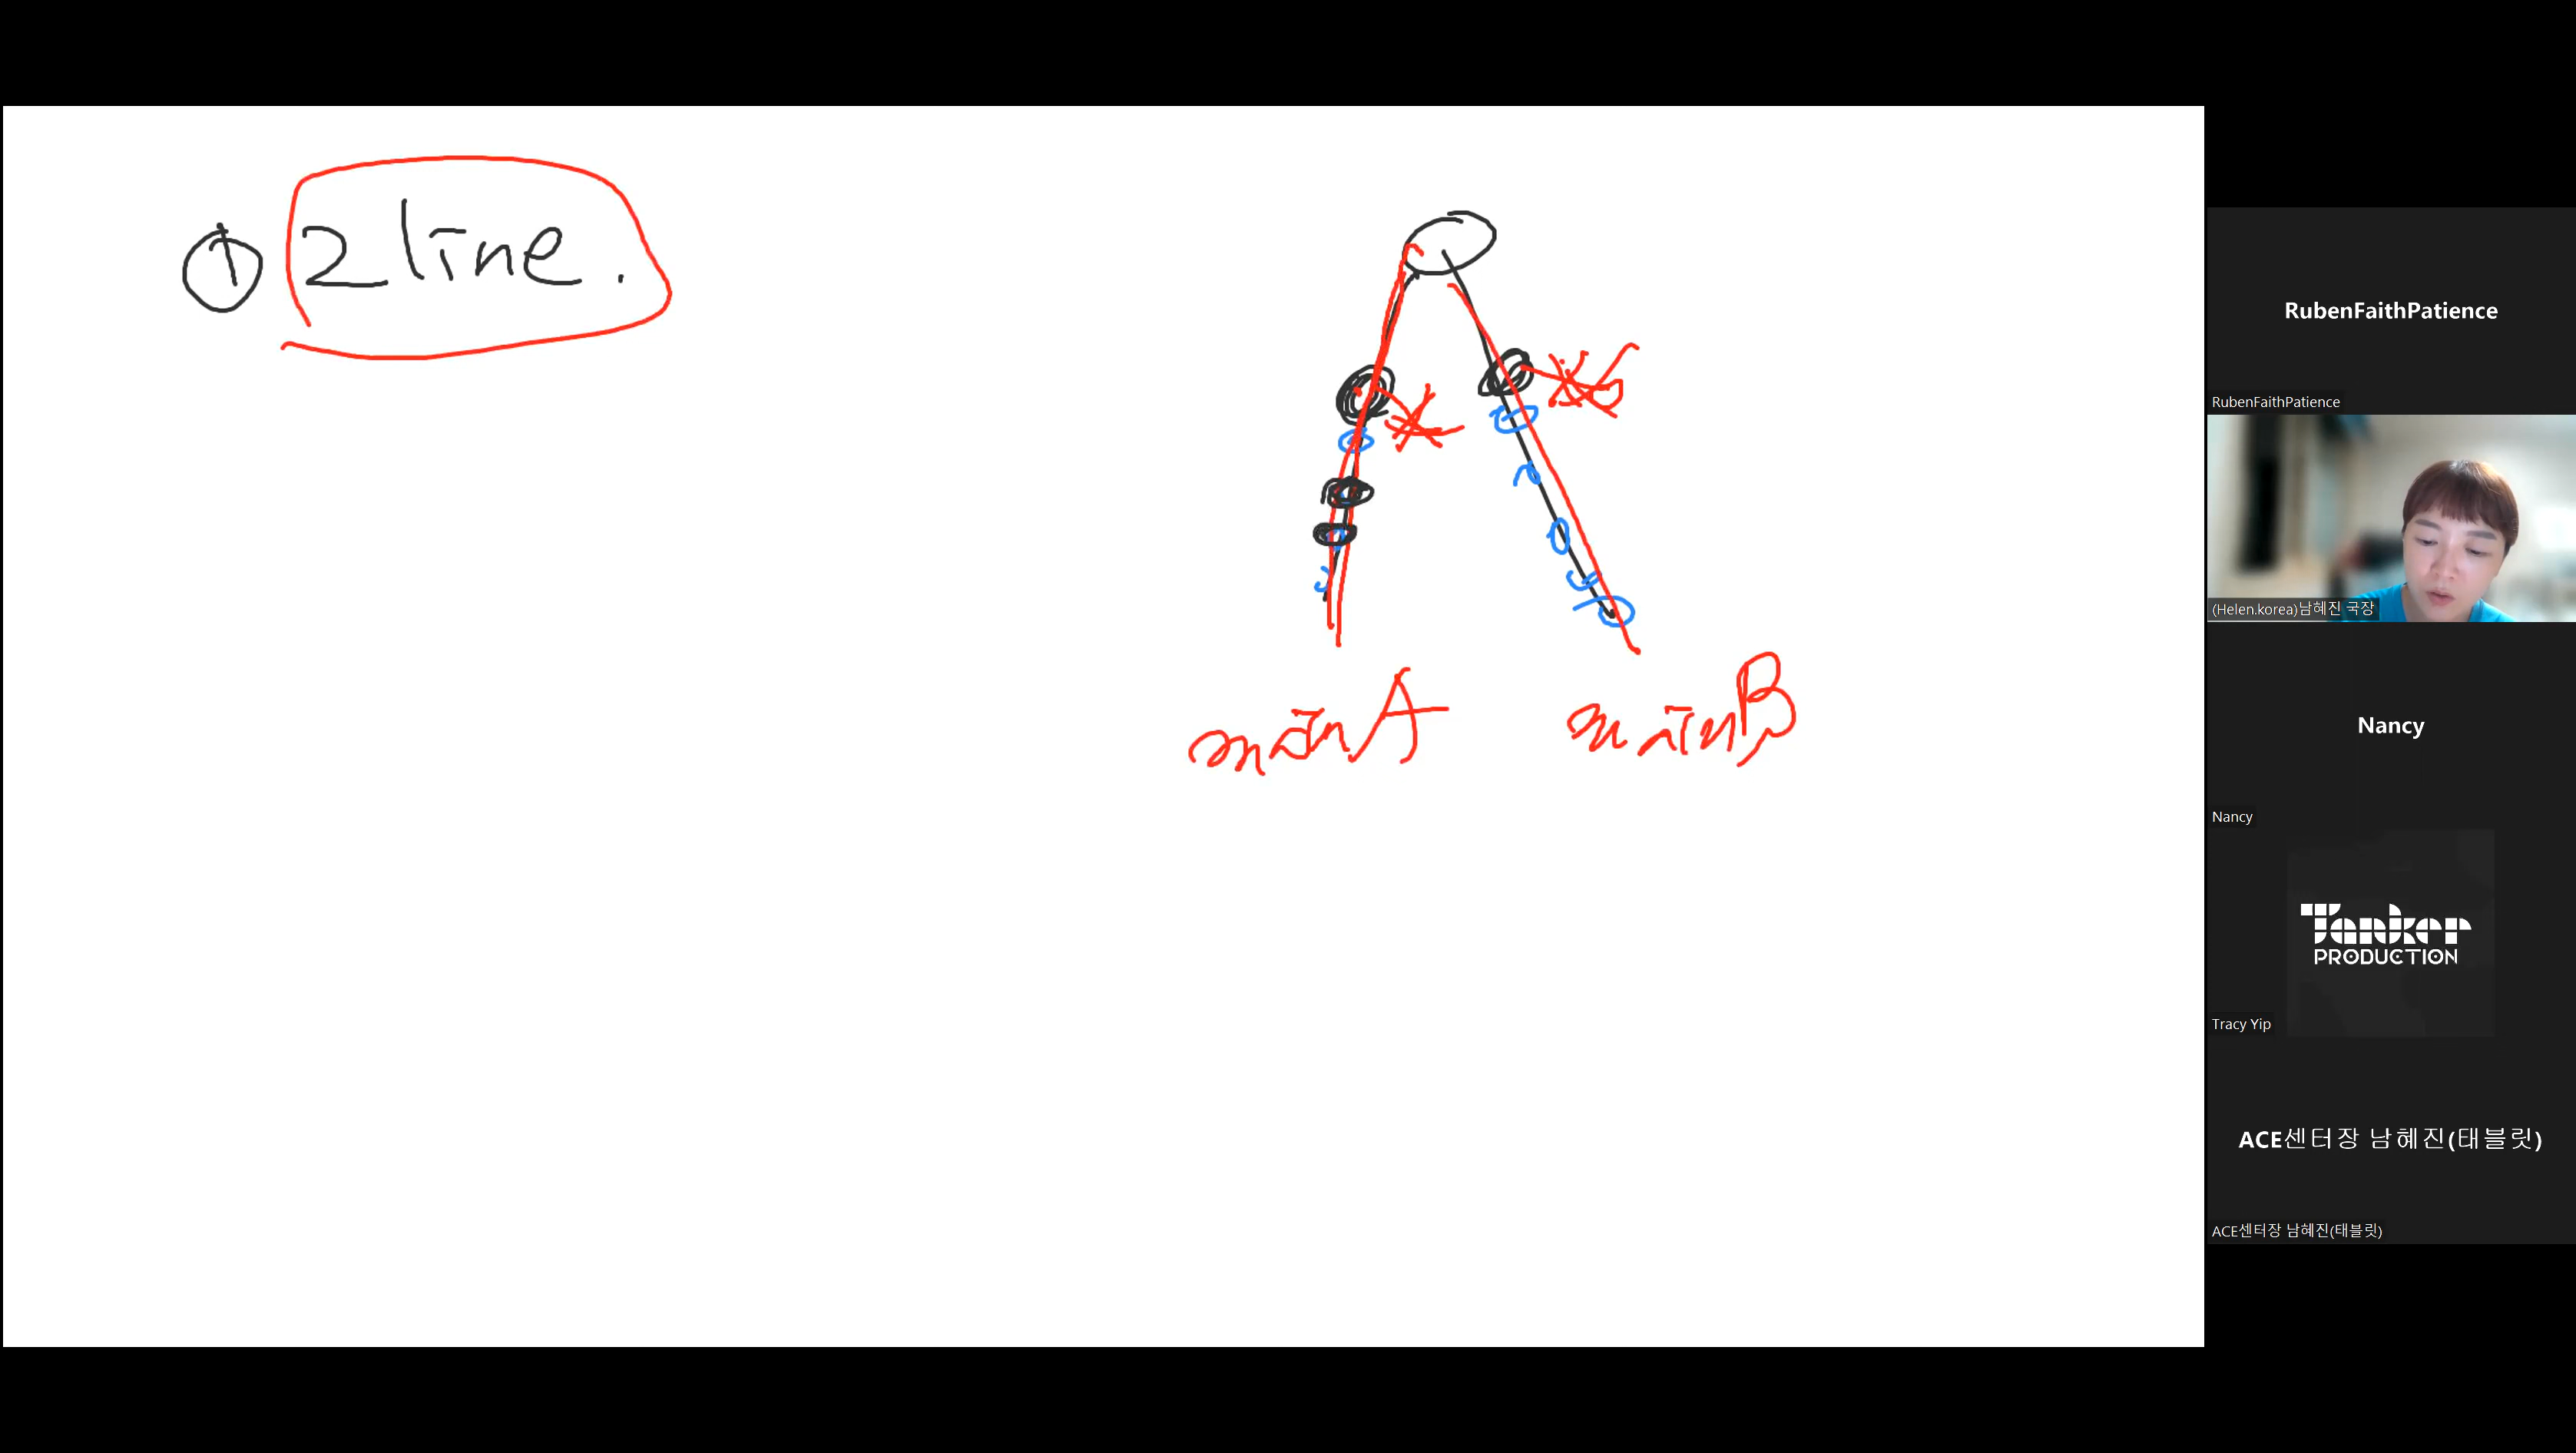 ① 2 line.
main A
main B
RubenFaithPatience
RubenFaithPatience
(Helen.korea)남혜진 국장
Nancy
Nancy
Tanker
PRODUCTION
Tracy Yip
ACE센터장 남혜진(태블릿)
ACE센터장 남혜진(태블릿)